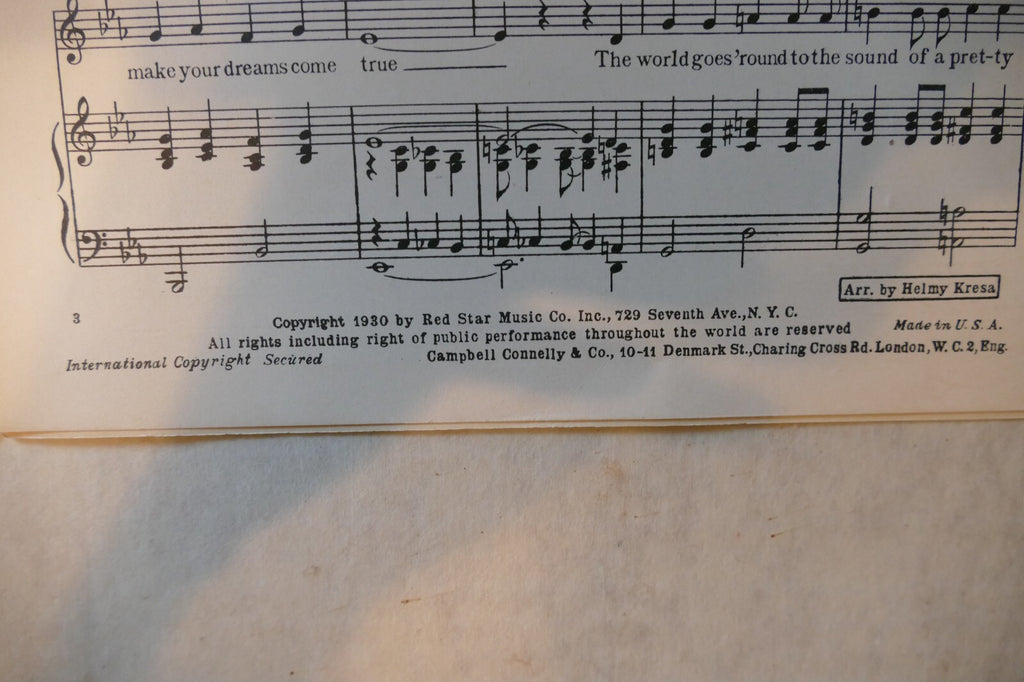 make your dreams come true The world goes 'round to the sound of a pret-ty
Arr. by Helmy Kresa
3
Copyright 1930 by Red Star Music Co. Inc., 729 Seventh Ave., N. Y. C.
Made in U. S. A.
All rights including right of public performance throughout the world are reserved
International Copyright Secured
Campbell Connelly & Co., 10-11 Denmark St., Charing Cross Rd. London, W. C. 2, Eng.